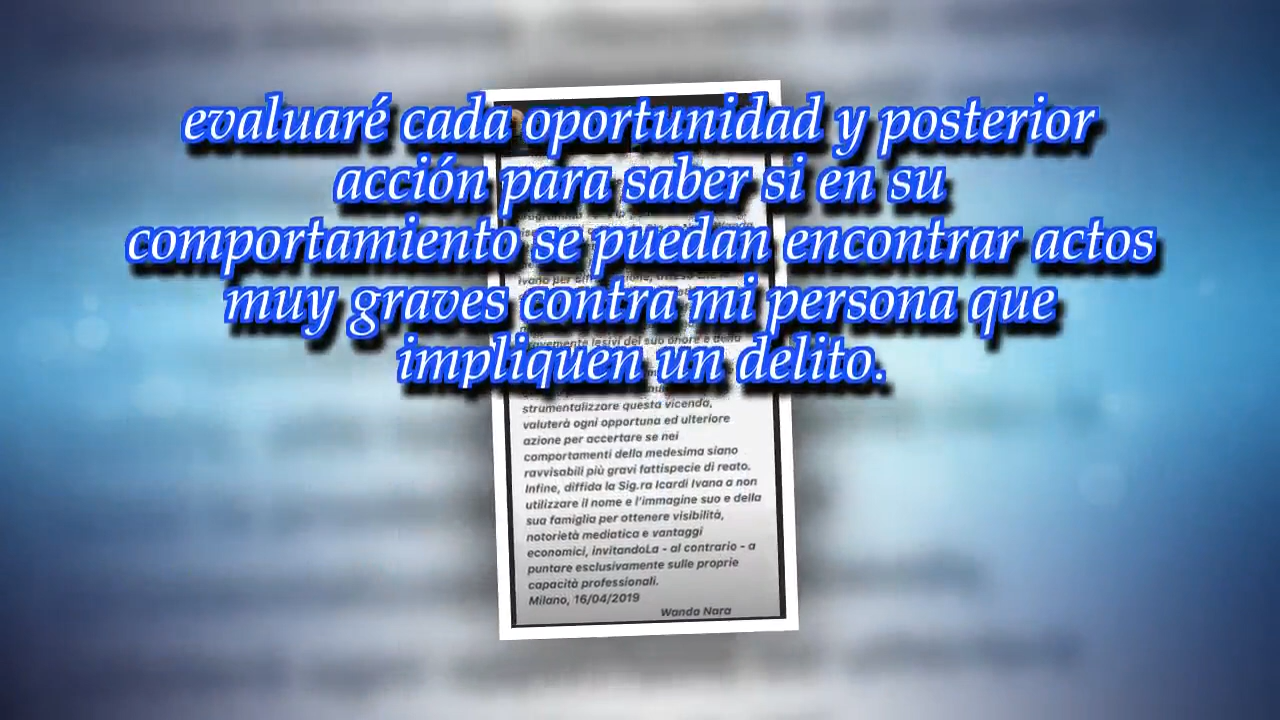 evaluaré cada oportunidad y posterior
acción para saber si en su
comportamiento se puedan encontrar actos
muy graves contra mi persona que
impliquen un delito.
strumentalizzare questa vicenda,
valuterà ogni opportuna ed ulteriore
azione per accertare se nei
comportamenti della medesima siano
ravvisabili più gravi fattispecie di reato.
Infine, diffida la Sig.ra Icardi Ivana a non
utilizzare il nome e l'immagine suo e della
sua famiglia per ottenere visibilità,
notorietà mediatica e vantaggi
economici, invitandoLa - al contrario - a
puntare esclusivamente sulle proprie
capacità professionali.
Milano, 16/04/2019
Wanda Nara